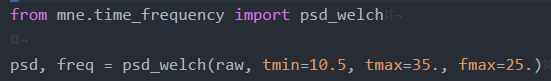 from mne.time_frequency import psd_welch¬
¤¬
psd, freq = psd_welch(raw, tmin=10.5, tmax=35., fmax=25.)¤